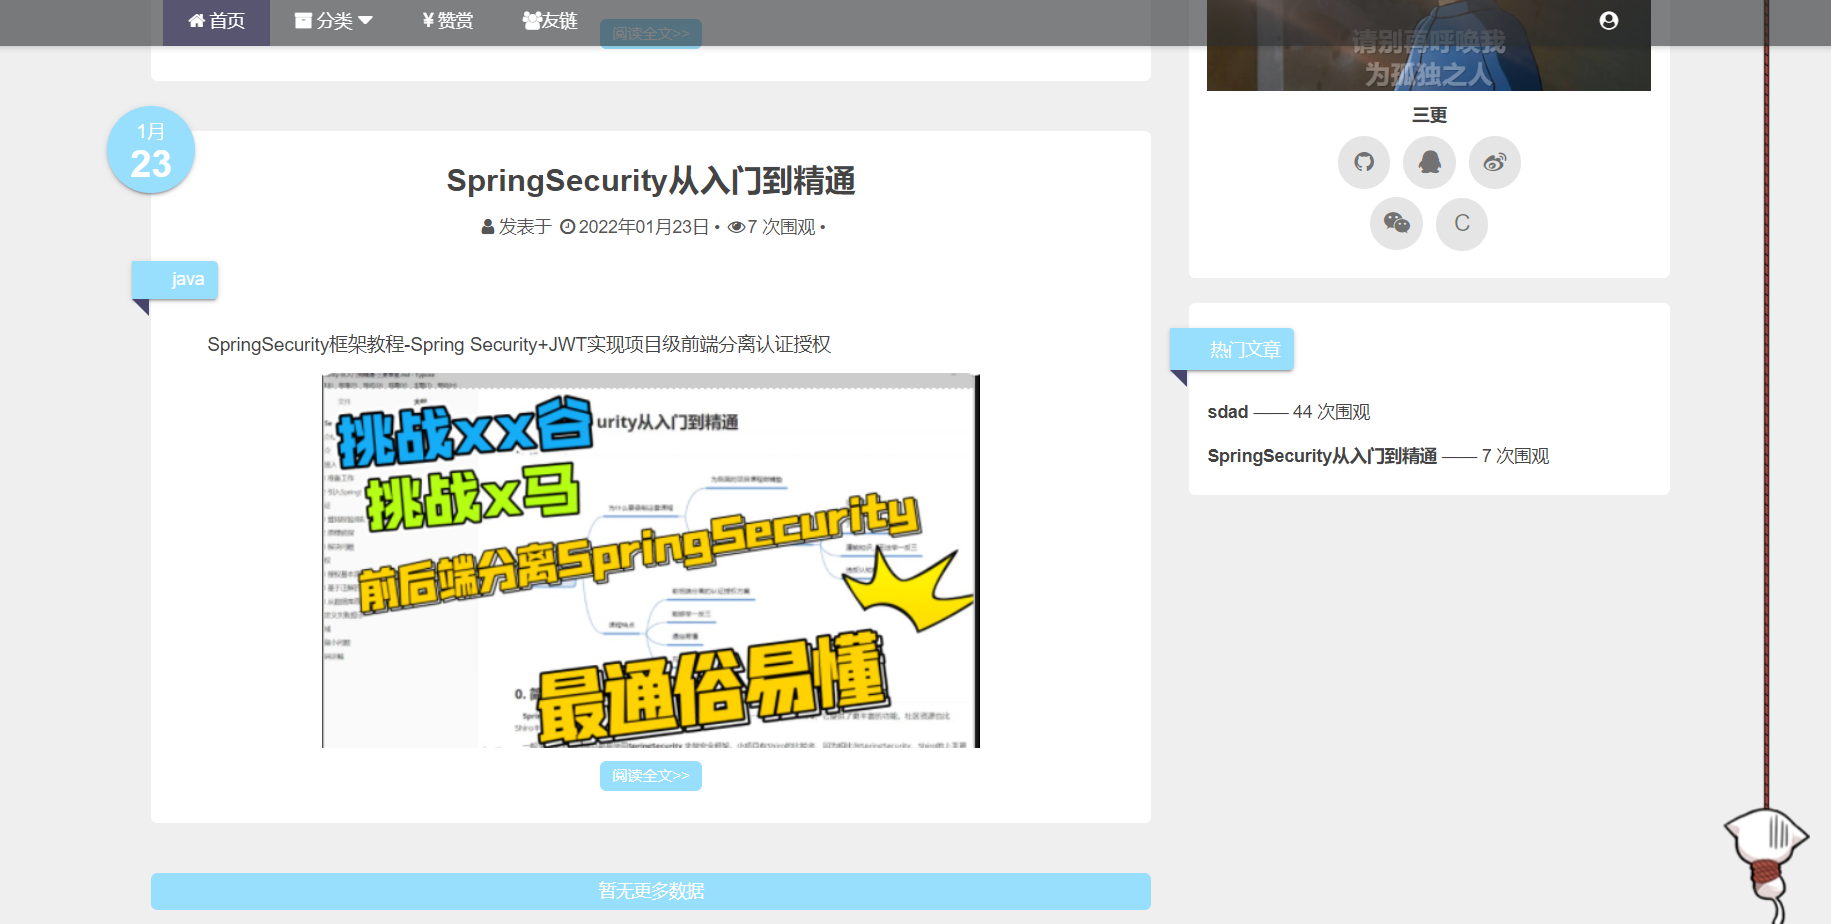 首页 分类 ¥ 赞赏 友链
阅读全文>>
请别再呼唤我
为孤独之人
三更
C
1月
23
SpringSecurity从入门到精通
发表于 2022年01月23日 • 7 次围观 •
java
SpringSecurity框架教程-Spring Security+JWT实现项目级前端分离认证授权
urity从入门到精通
挑战xx谷
挑战x马
前后端分离SpringSecurity
最通俗易懂
阅读全文>>
暂无更多数据
热门文章
sdad —— 44 次围观
SpringSecurity从入门到精通 —— 7 次围观